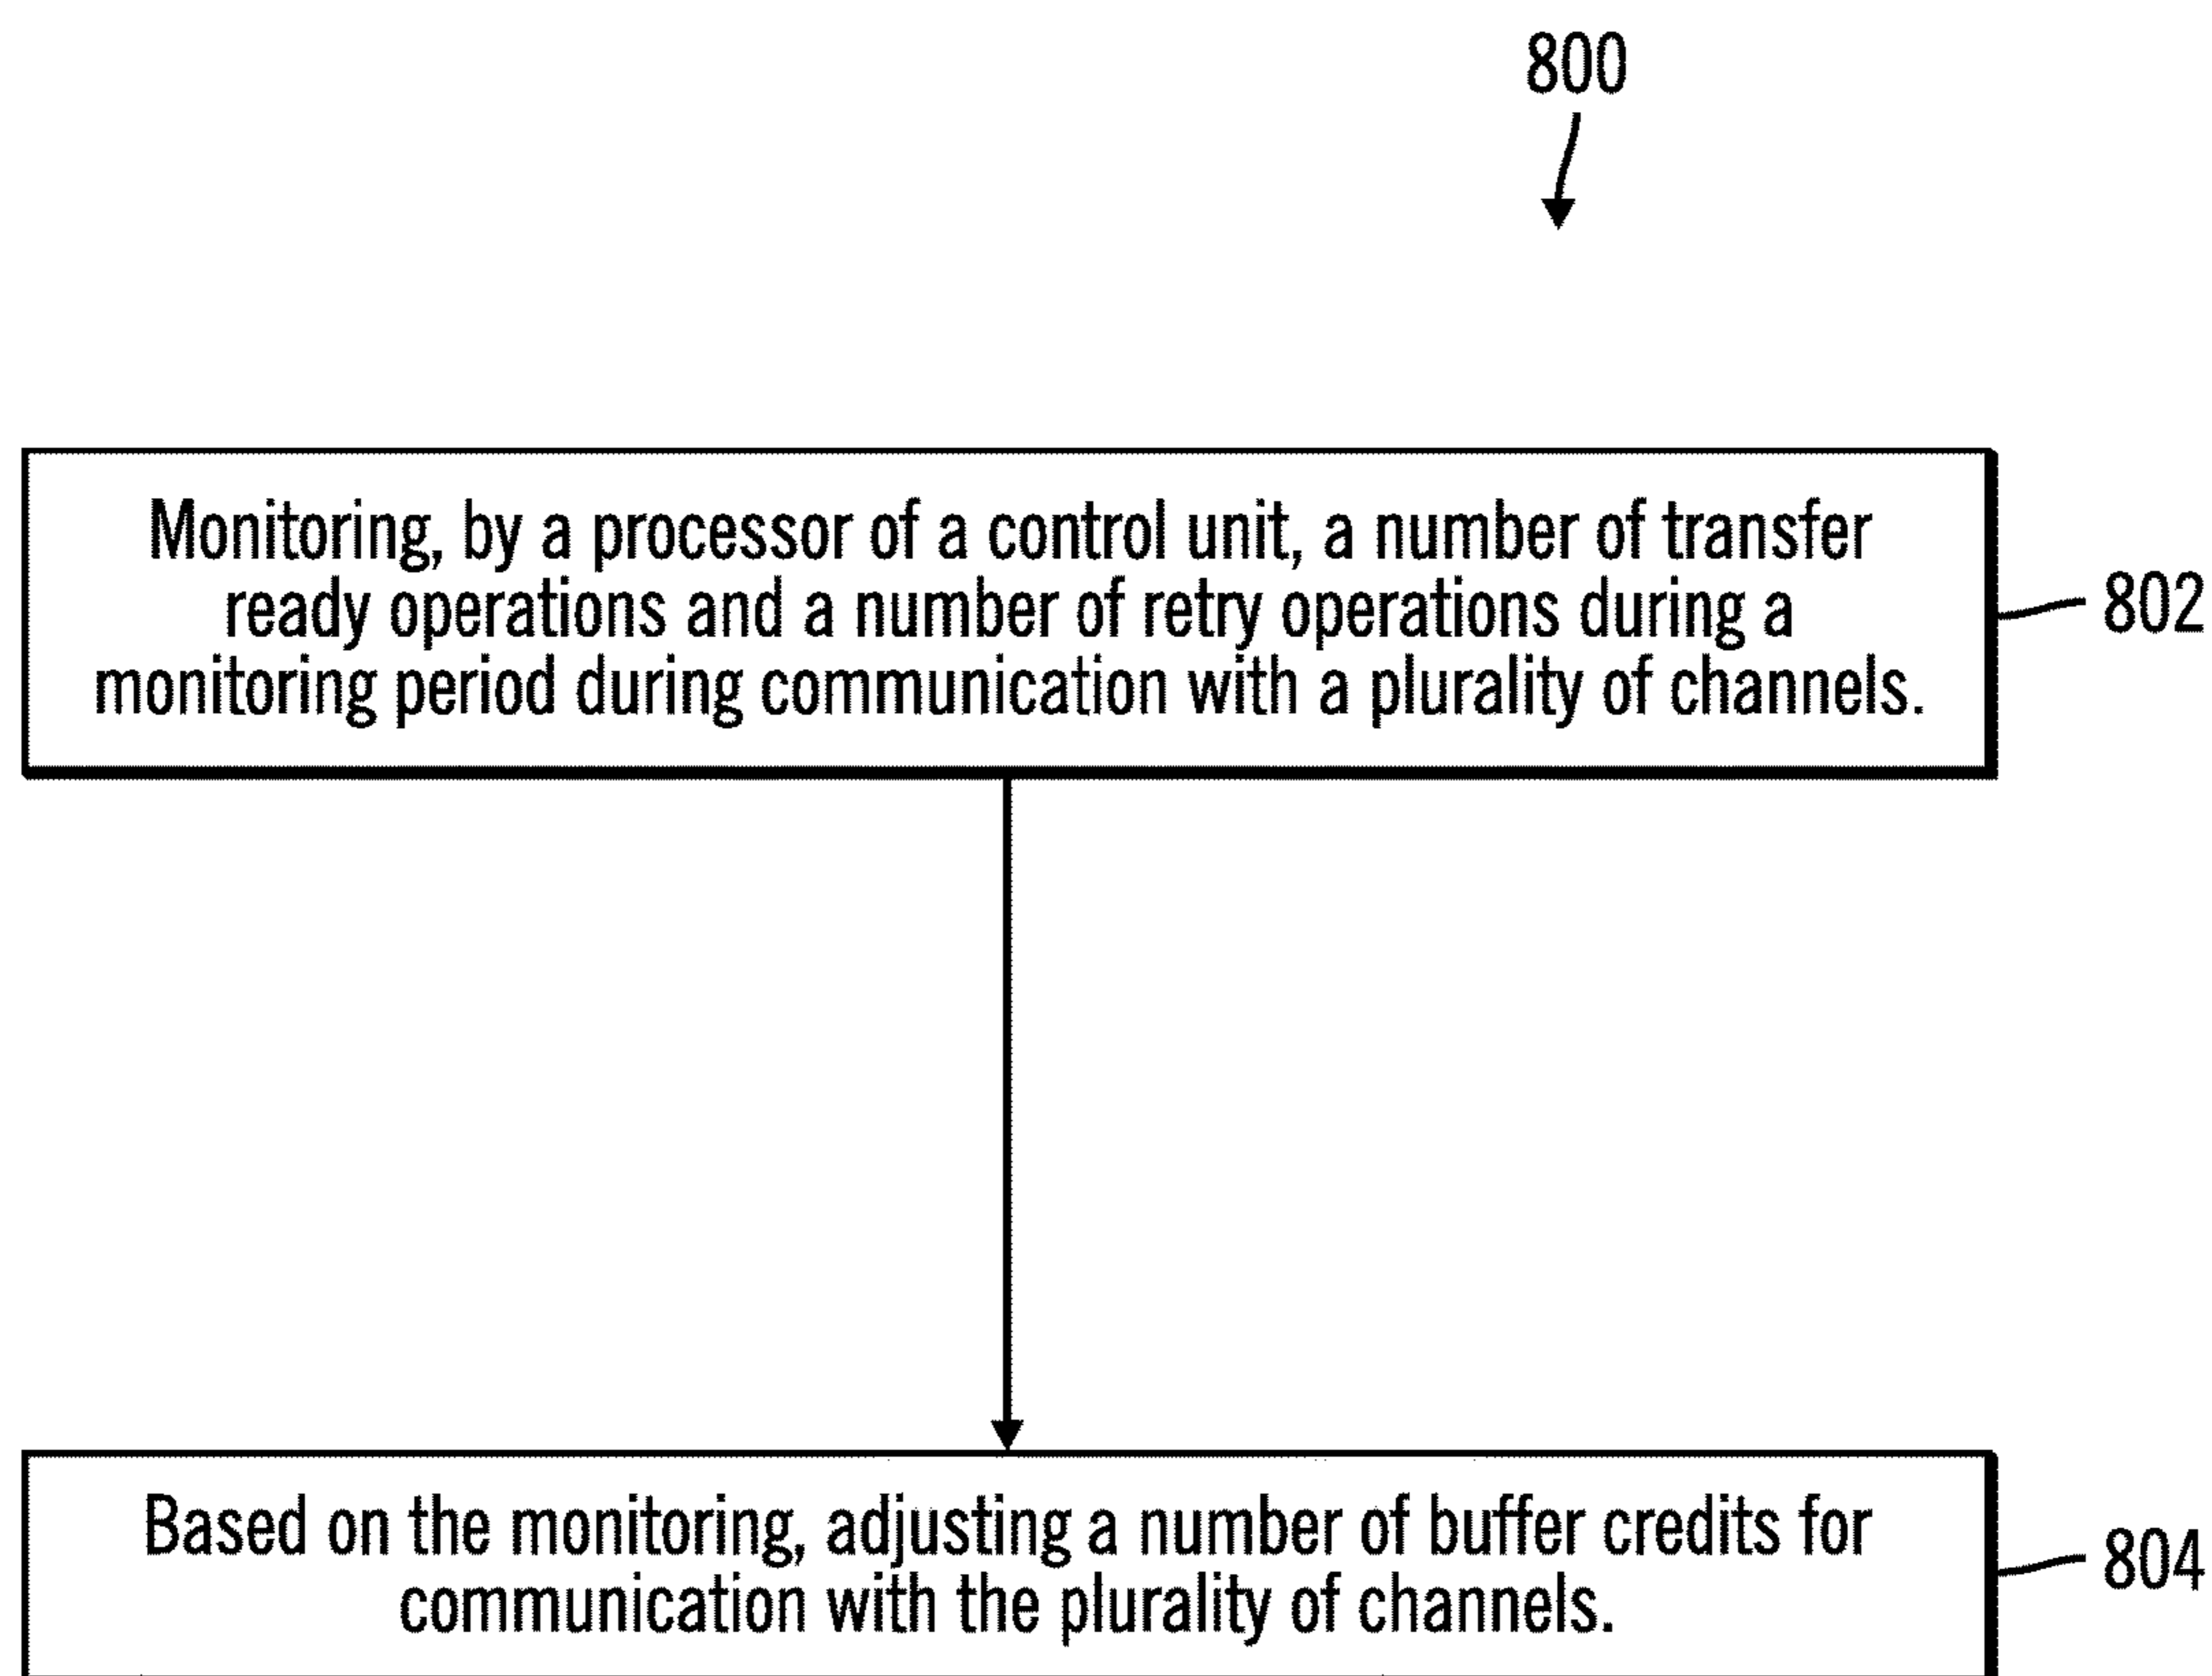 800
Monitoring, by a processor of a control unit, a number of transfer
ready operations and a number of retry operations during a
monitoring period during communication with a plurality of channels.
802
Based on the monitoring, adjusting a number of buffer credits for
communication with the plurality of channels.
804